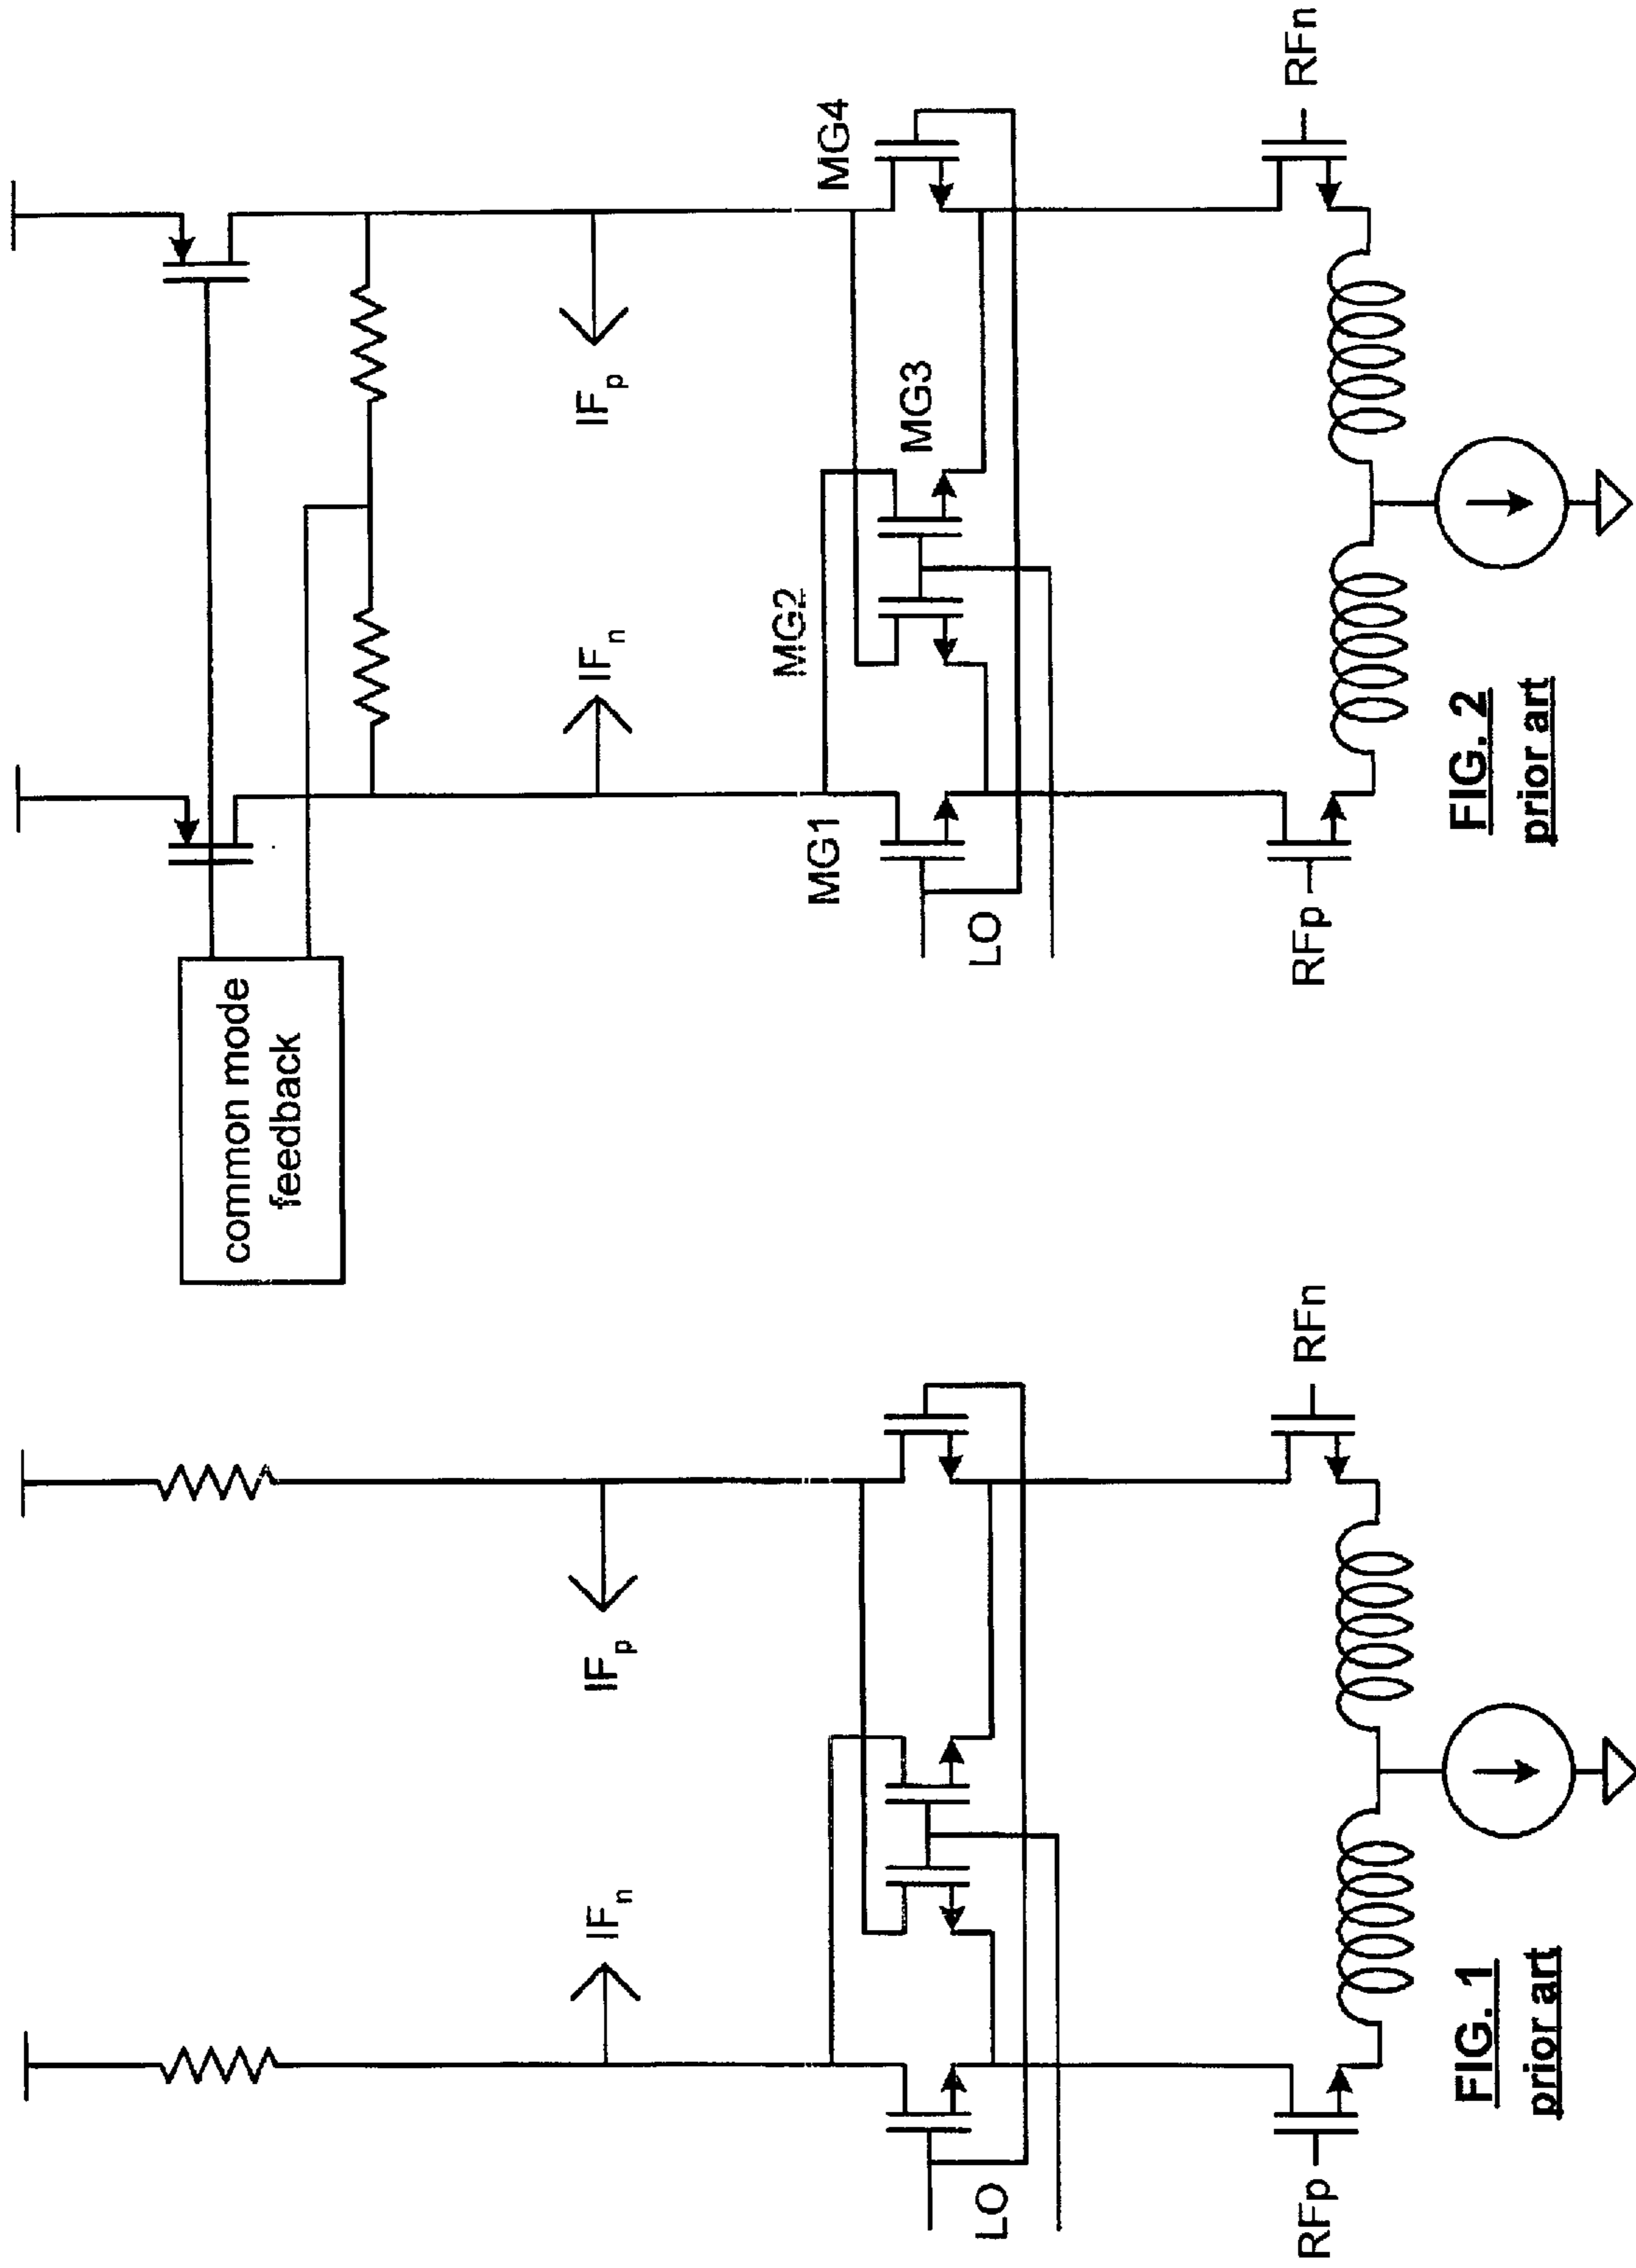 RFp
LO
IFn
IFp
RFn
FIG. 1
prior art
common mode
feedback
RFp
LO
MG1
IFn
MG2
MG3
IFp
MG4
RFn
FIG. 2
prior art